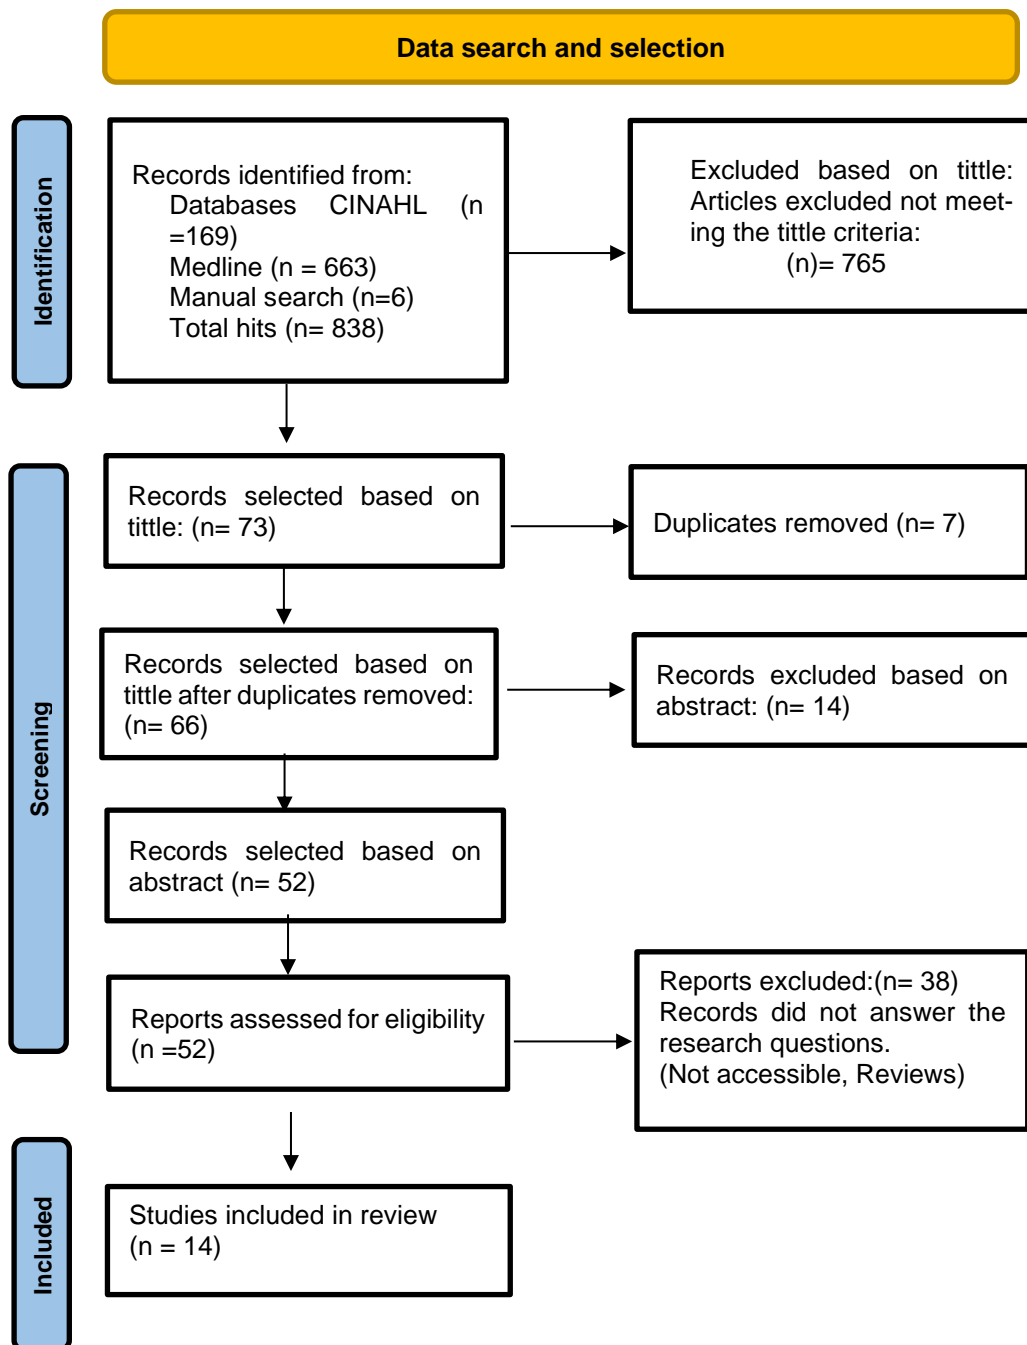 Data search and selection
Identification
Records identified from:
Databases CINAHL (n
=169)
Medline (n = 663)
Manual search (n=6)
Total hits (n= 838)
Excluded based on tittle:
Articles excluded not meet-
ing the tittle criteria:
(n)= 765
Screening
Records selected based on
tittle: (n= 73)
Duplicates removed (n= 7)
Records selected based on
tittle after duplicates removed:
(n= 66)
Records excluded based on
abstract: (n= 14)
Records selected based on
abstract (n= 52)
Reports assessed for eligibility
(n =52)
Reports excluded:(n= 38)
Records did not answer the
research questions.
(Not accessible, Reviews)
Included
Studies included in review
(n = 14)